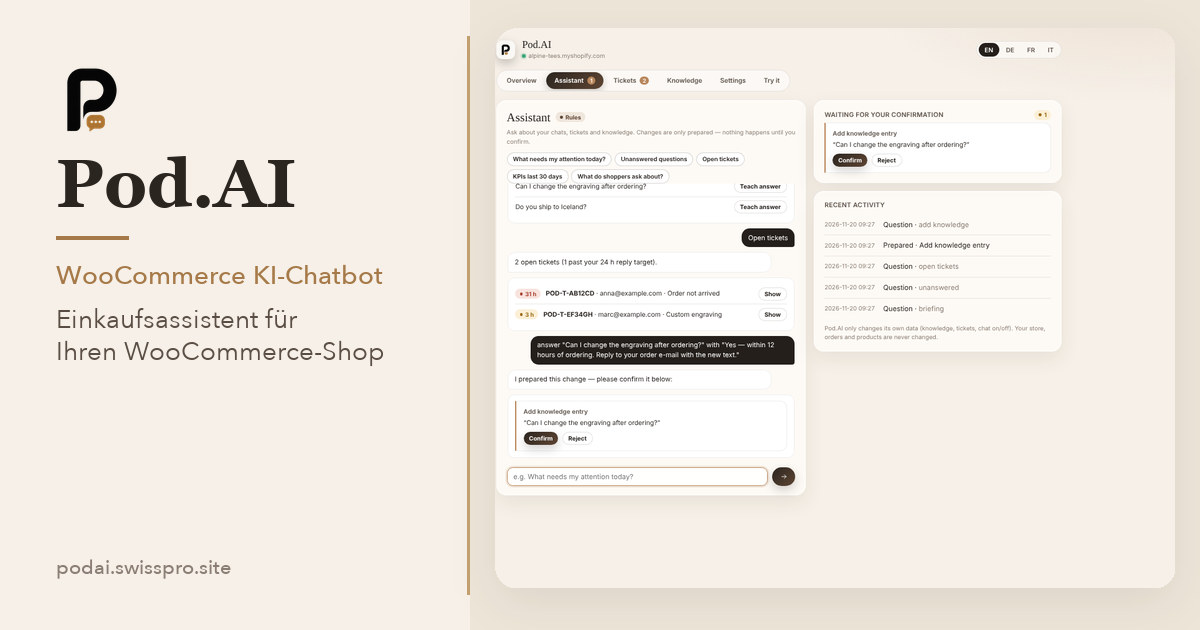 Pod.AI
WooCommerce KI-Chatbot
Einkaufsassistent für
Ihren WooCommerce-Shop
podai.swisspro.site
Pod.AI
alpine-tees.myshopify.com
EN DE FR IT
Overview Assistant 1 Tickets 2 Knowledge Settings Try it
Assistant Rules
Ask about your chats, tickets and knowledge. Changes are only prepared — nothing happens until you
confirm.
What needs my attention today? Unanswered questions Open tickets
KPIs last 30 days What do shoppers ask about?
Can I change the engraving after ordering? Teach answer
Do you ship to Iceland? Teach answer
Open tickets
2 open tickets (1 past your 24 h reply target).
31 h POD-T-AB12CD · anna@example.com · Order not arrived Show
3 h POD-T-EF34GH · marc@example.com · Custom engraving Show
answer "Can I change the engraving after ordering?" with "Yes — within 12
hours of ordering. Reply to your order e-mail with the new text."
I prepared this change — please confirm it below:
Add knowledge entry
"Can I change the engraving after ordering?"
Confirm Reject
e.g. What needs my attention today?
WAITING FOR YOUR CONFIRMATION 1
Add knowledge entry
"Can I change the engraving after ordering?"
Confirm Reject
RECENT ACTIVITY
2026-11-20 09:27 Question · add knowledge
2026-11-20 09:27 Prepared · Add knowledge entry
2026-11-20 09:27 Question · open tickets
2026-11-20 09:27 Question · unanswered
2026-11-20 09:27 Question · briefing
Pod.AI only changes its own data (knowledge, tickets, chat on/off). Your store,
orders and products are never changed.